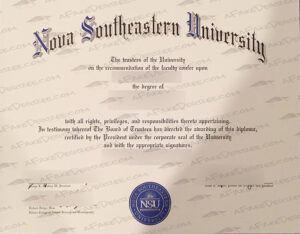 Nova Southeastern University
The trustees of the University
on the recommendation of the faculty confer upon
the degree of
with all rights, privileges, and responsibilities thereto appertaining.
In testimony whereof The Board of Trustees has directed the awarding of this diploma,
certified by the President under the corporate seal of the University
and with the appropriate signatures.
NSU
AFakeDegree.com